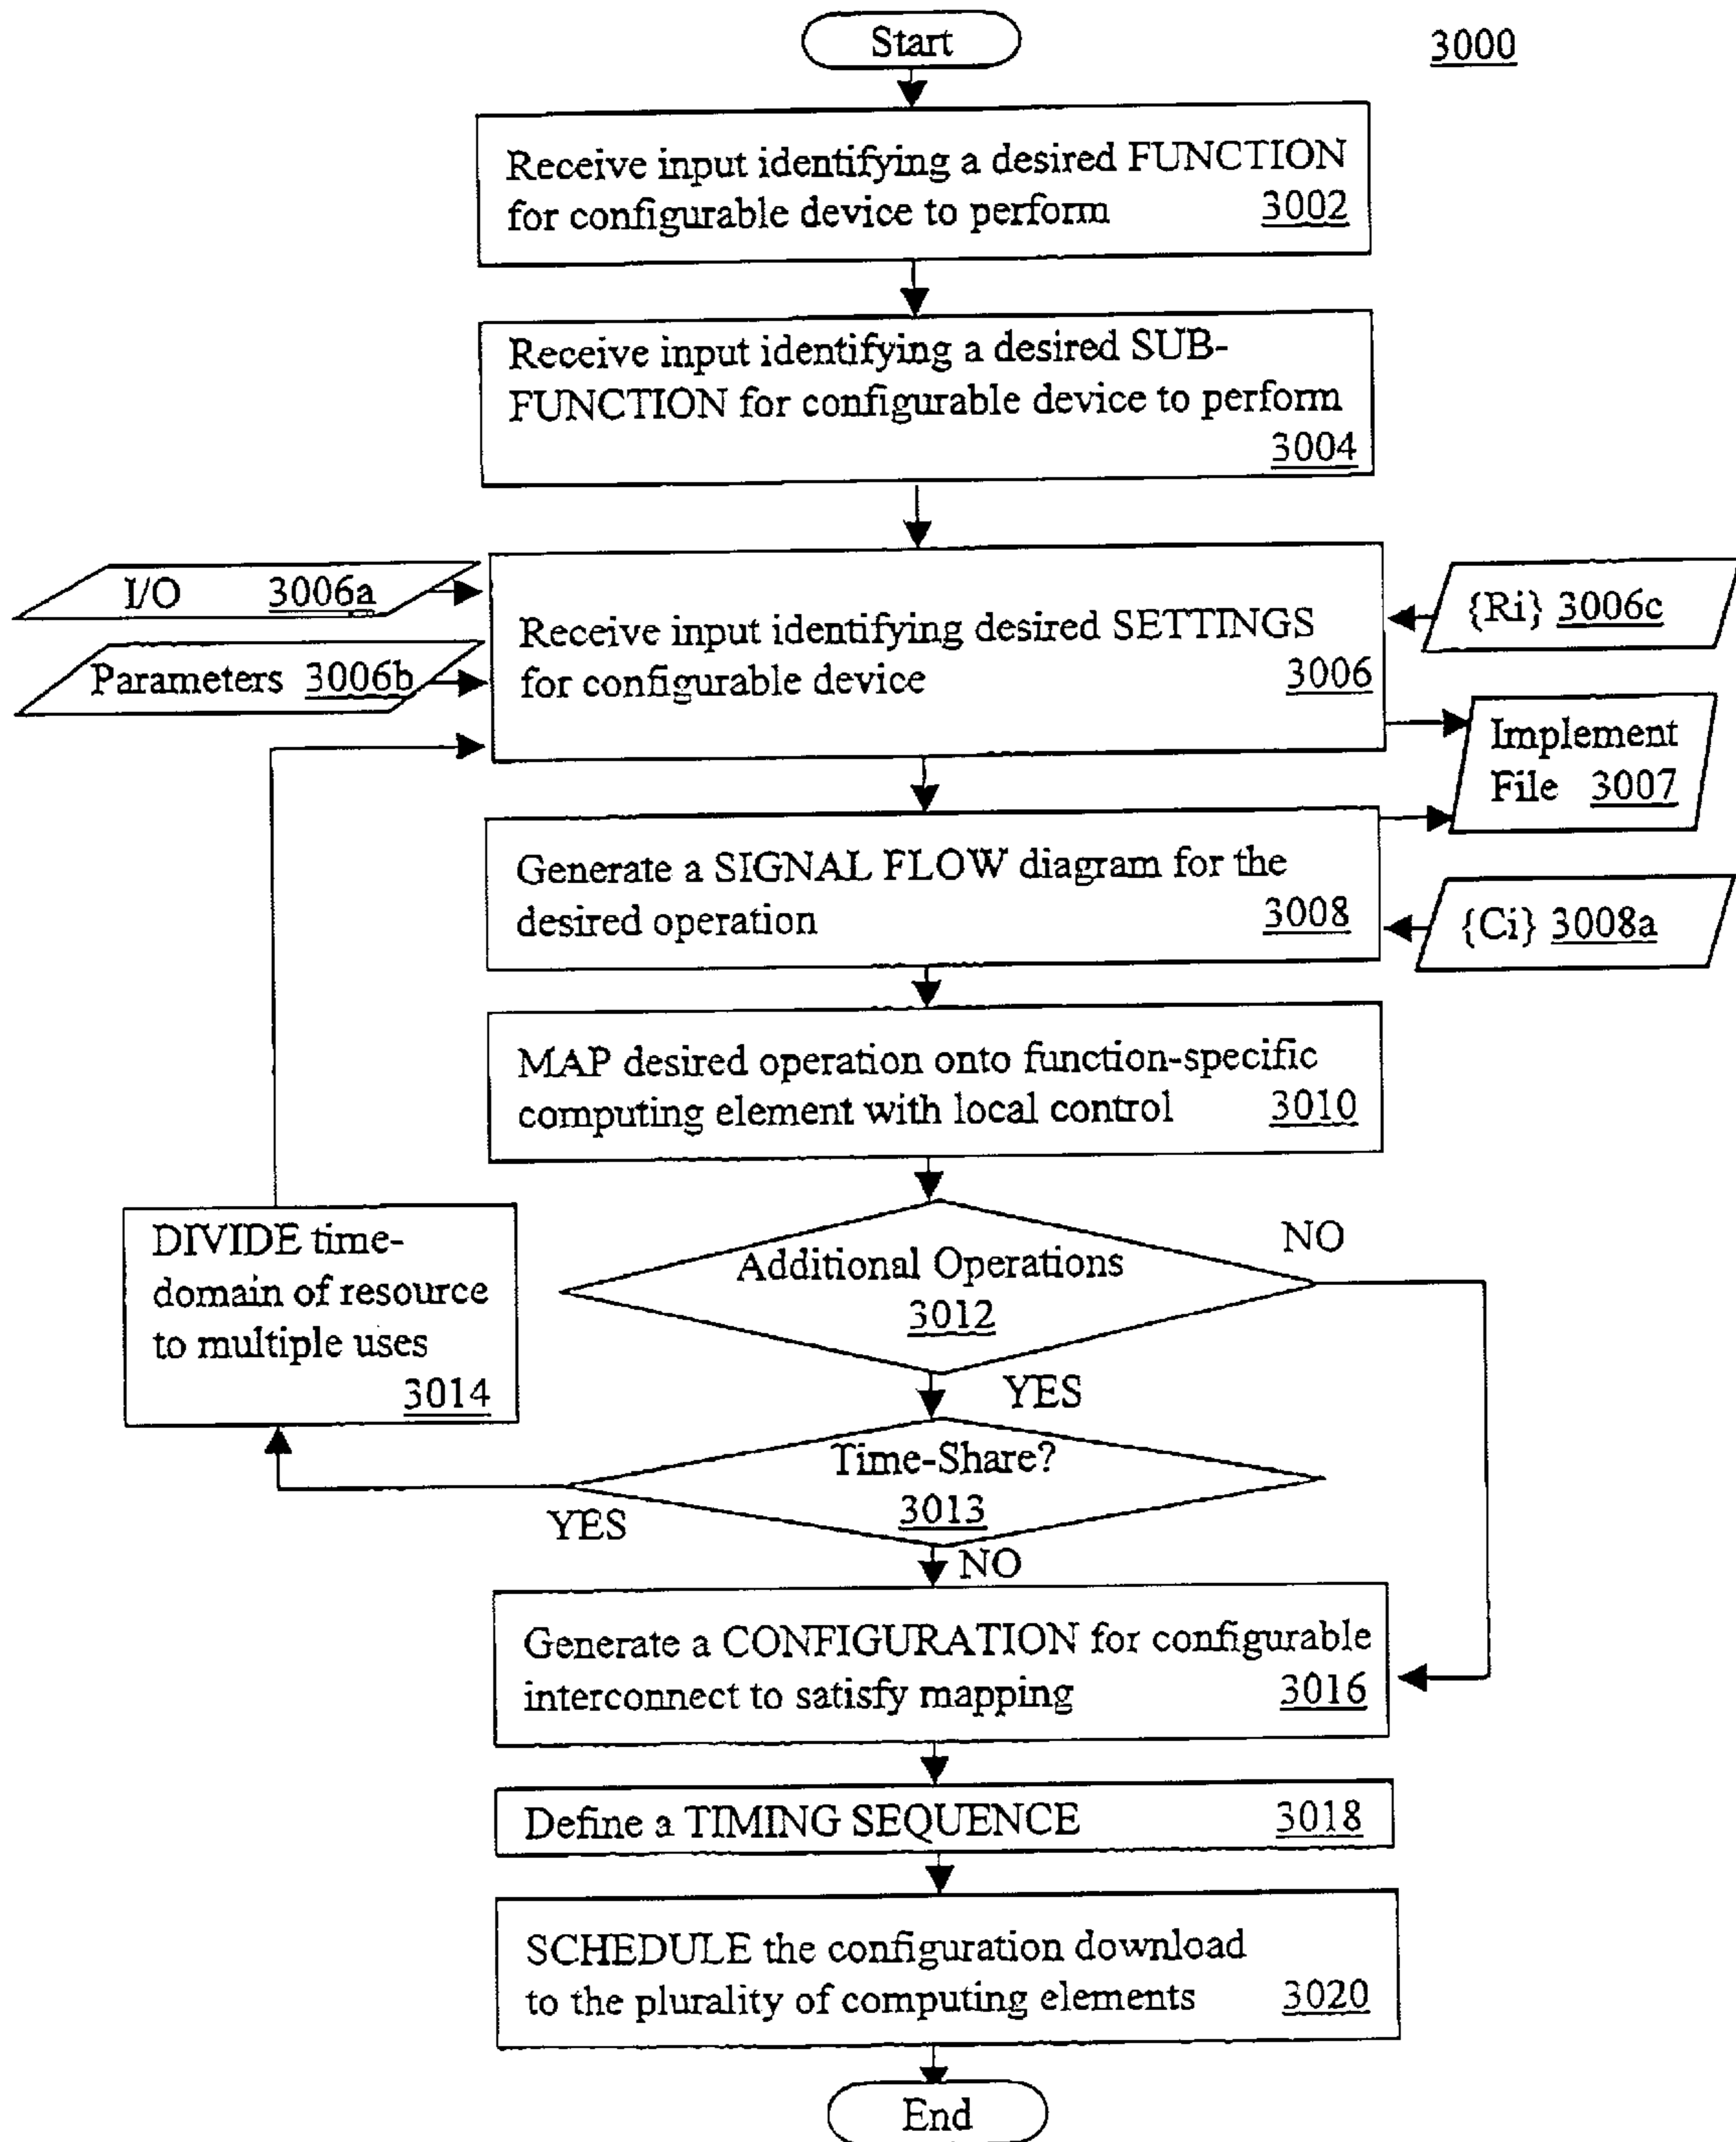 Start
3000
Receive input identifying a desired FUNCTION
for configurable device to perform 3002
Receive input identifying a desired SUB-
FUNCTION for configurable device to perform
3004
I/O 3006a
Parameters 3006b
Receive input identifying desired SETTINGS
for configurable device 3006
{Ri} 3006c
Implement
File 3007
Generate a SIGNAL FLOW diagram for the
desired operation 3008
{Ci} 3008a
MAP desired operation onto function-specific
computing element with local control 3010
DIVIDE time-
domain of resource
to multiple uses
3014
Additional Operations
3012
NO
YES
Time-Share?
3013
YES
NO
Generate a CONFIGURATION for configurable
interconnect to satisfy mapping 3016
Define a TIMING SEQUENCE 3018
SCHEDULE the configuration download
to the plurality of computing elements 3020
End